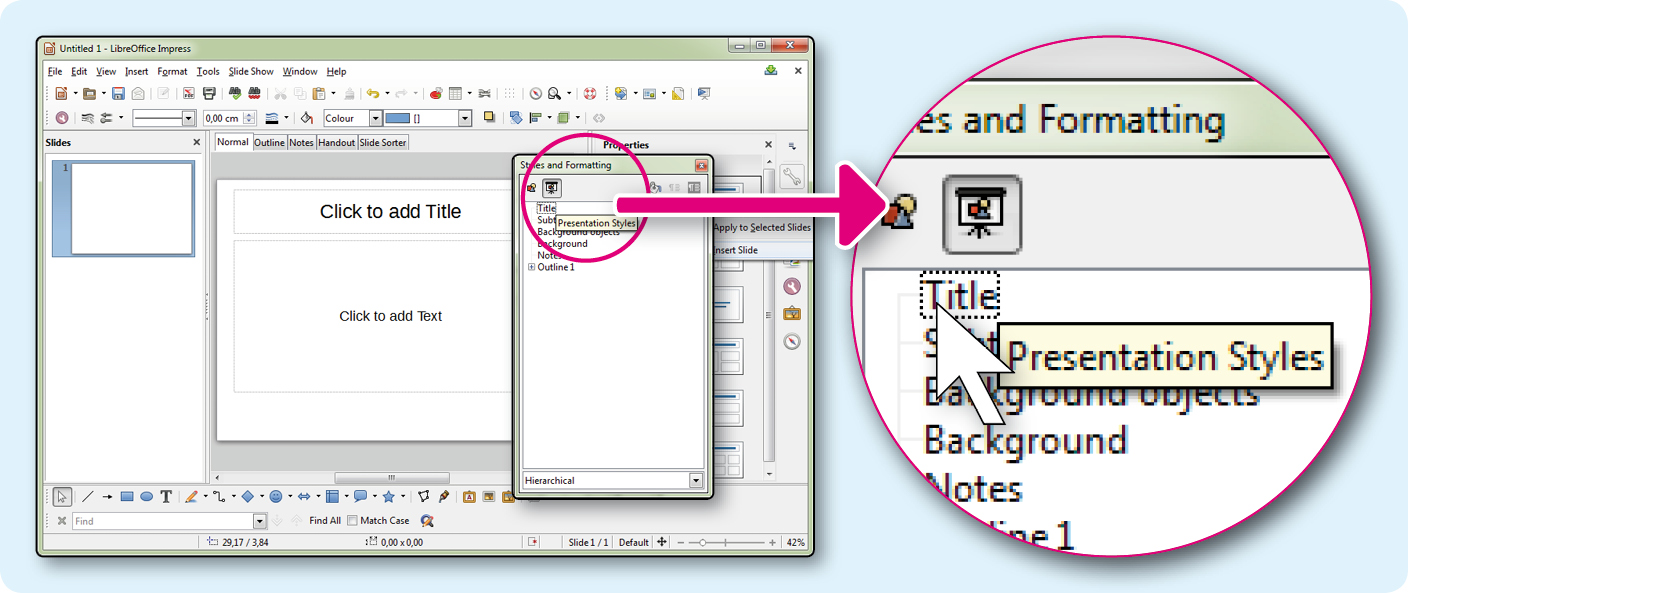 Untitled 1 - LibreOffice Impress
File Edit View Insert Format Tools Slide Show Window Help
0,00 cm Colour
Slides
Normal Outline Notes Handout Slide Sorter
Properties
1
Click to add Title
Click to add Text
Styles and Formatting
Title
Presentation Styles
Background objects
Background
Notes
Outline 1
Hierarchical
Apply to Selected Slides
Insert Slide
Find Find All Match Case
29,17 / 3,84 0,00 x 0,00 Slide 1 / 1 Default 42%
es and Formatting
Title
Presentation Styles
Background objects
Background
Notes
line 1